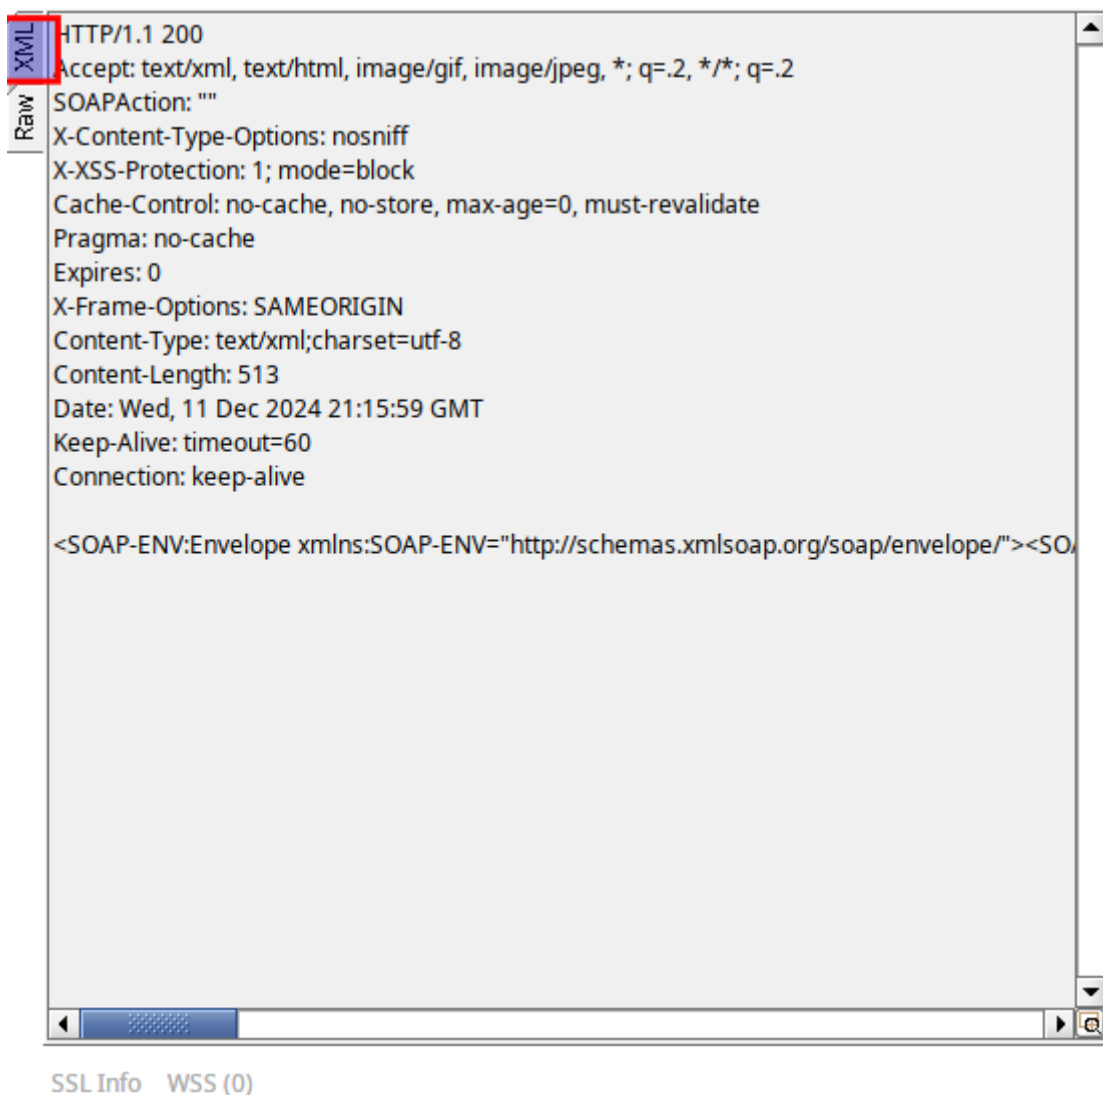 XML
Raw
HTTP/1.1 200
Accept: text/xml, text/html, image/gif, image/jpeg, *; q=.2, */*; q=.2
SOAPAction: ""
X-Content-Type-Options: nosniff
X-XSS-Protection: 1; mode=block
Cache-Control: no-cache, no-store, max-age=0, must-revalidate
Pragma: no-cache
Expires: 0
X-Frame-Options: SAMEORIGIN
Content-Type: text/xml;charset=utf-8
Content-Length: 513
Date: Wed, 11 Dec 2024 21:15:59 GMT
Keep-Alive: timeout=60
Connection: keep-alive
<SOAP-ENV:Envelope xmlns:SOAP-ENV="http://schemas.xmlsoap.org/soap/envelope/"><SO
SSL Info WSS (0)